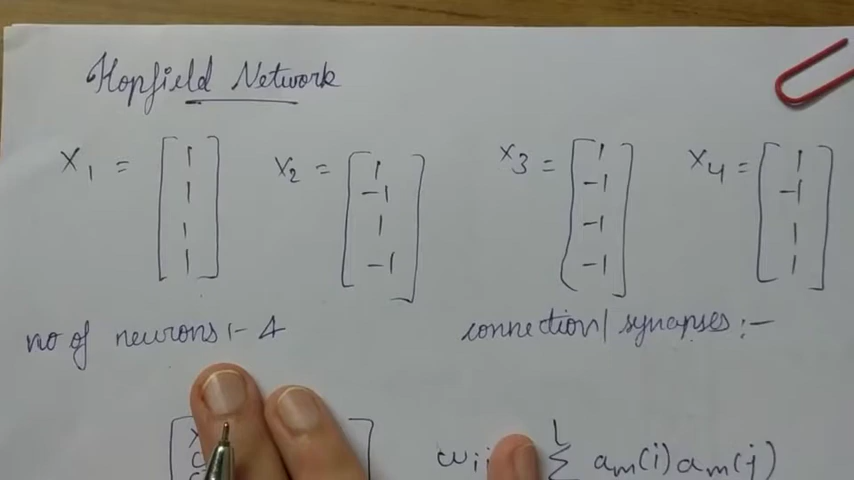 Hopfield Network
X1 = [1 1 1 1] X2 = [1 -1 1 -1] X3 = [1 -1 -1 -1] X4 = [1 -1 1 1]
no of neurons :- 4 connection/synapses :-
Σ am(i) am(j)